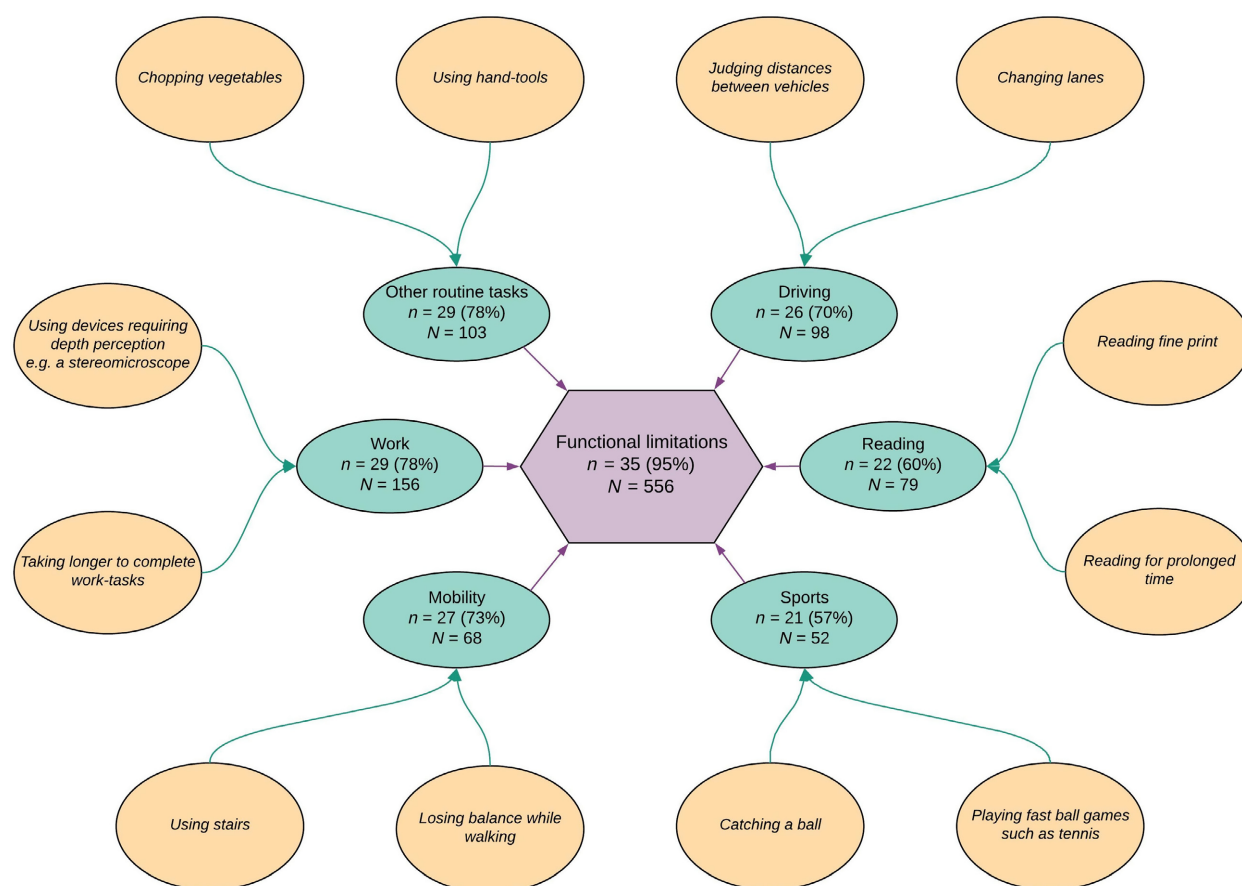 Chopping vegetables
Using hand-tools
Judging distances
between vehicles
Changing lanes
Other routine tasks
n = 29 (78%)
N = 103
Driving
n = 26 (70%)
N = 98
Using devices requiring
depth perception
e.g. a stereomicroscope
Reading fine print
Work
n = 29 (78%)
N = 156
Functional limitations
n = 35 (95%)
N = 556
Reading
n = 22 (60%)
N = 79
Taking longer to complete
work-tasks
Reading for prolonged
time
Mobility
n = 27 (73%)
N = 68
Sports
n = 21 (57%)
N = 52
Using stairs
Losing balance while
walking
Catching a ball
Playing fast ball games
such as tennis